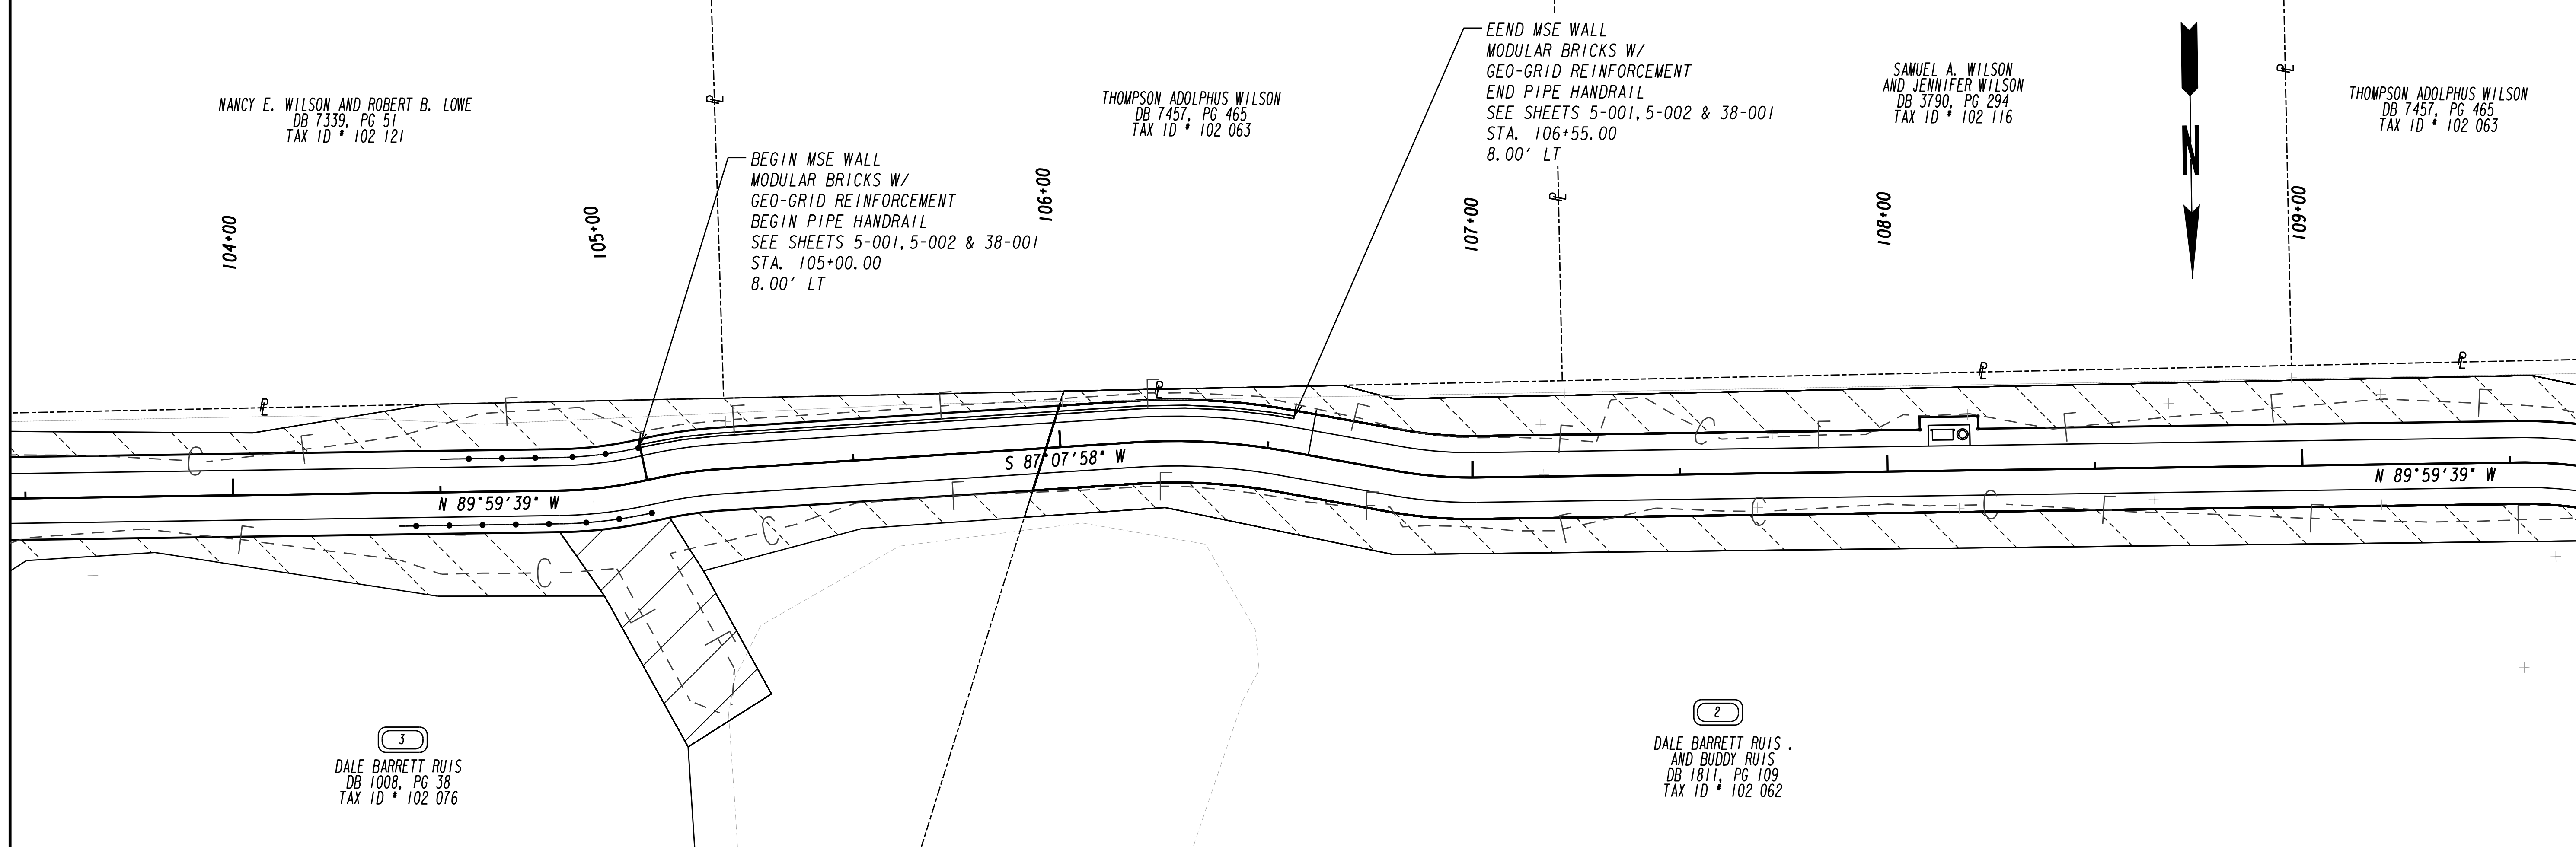 NANCY E. WILSON AND ROBERT B. LOWE
DB 7339, PG 51
TAX ID # 102 121
THOMPSON ADOLPHUS WILSON
DB 7457, PG 465
TAX ID # 102 063
EEND MSE WALL
MODULAR BRICKS W/
GEO-GRID REINFORCEMENT
END PIPE HANDRAIL
SEE SHEETS 5-001, 5-002 & 38-001
STA. 106+55.00
8.00' LT
SAMUEL A. WILSON
AND JENNIFER WILSON
DB 3790, PG 294
TAX ID # 102 116
THOMPSON ADOLPHUS WILSON
DB 7457, PG 465
TAX ID # 102 063
N
BEGIN MSE WALL
MODULAR BRICKS W/
GEO-GRID REINFORCEMENT
BEGIN PIPE HANDRAIL
SEE SHEETS 5-001, 5-002 & 38-001
STA. 105+00.00
8.00' LT
104+00
105+00
106+00
107+00
108+00
109+00
PL
PL
PL
PL
PL
PL
PL
F
F
F
F
F
F
C
F
F
F
F
C
F
F
N 89°59'39" W
S 87°07'58" W
N 89°59'39" W
F
C
C
F
F
F
F
C
C
F
F
F
F
F
3
DALE BARRETT RUIS
DB 1008, PG 38
TAX ID # 102 076
2
DALE BARRETT RUIS .
AND BUDDY RUIS
DB 1811, PG 109
TAX ID # 102 062